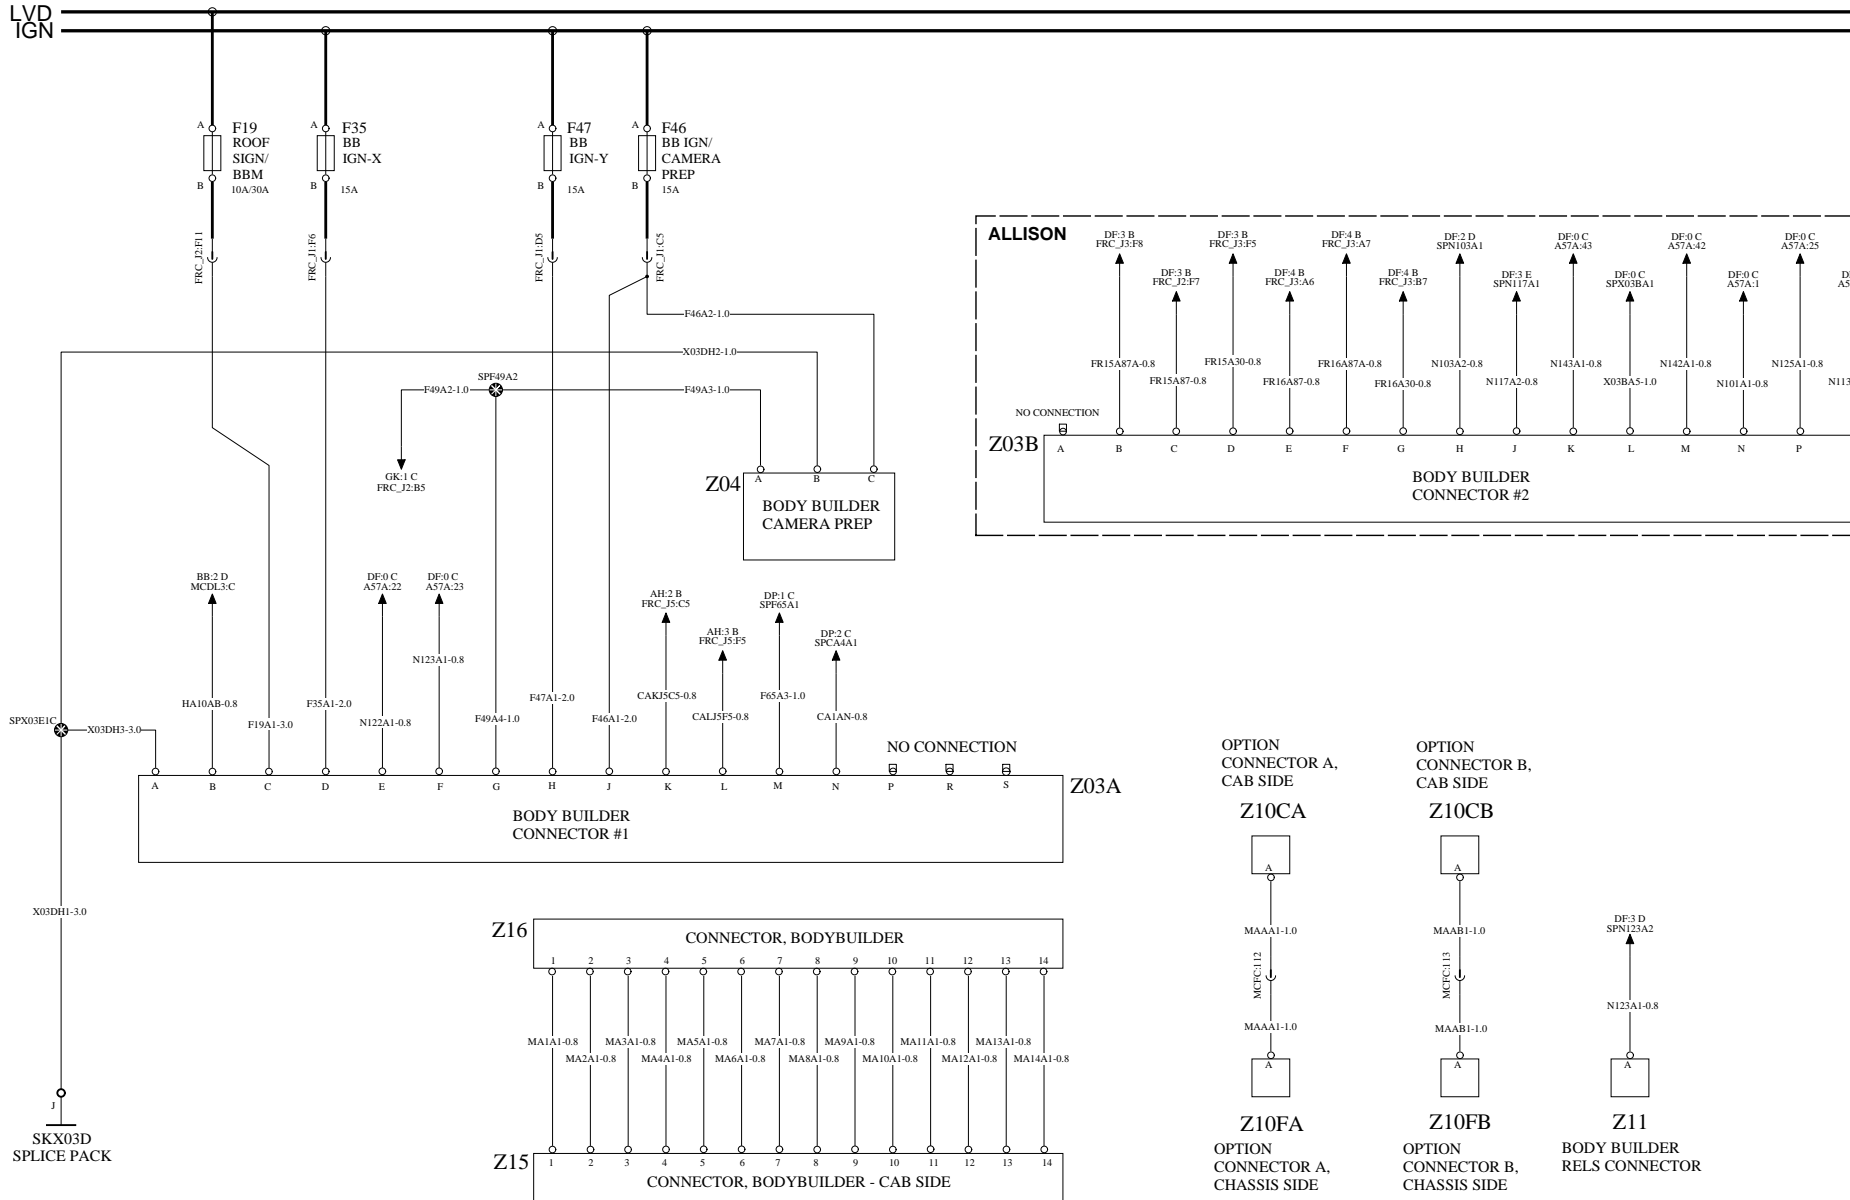 LVD
IGN
A
F19
ROOF
SIGN/
BBM
B
10A/30A
FRC_J2:F11
A
F35
BB
IGN-X
B
15A
FRC_J1:F6
A
F47
BB
IGN-Y
B
15A
FRC_J1:D5
A
F46
BB IGN/
CAMERA
PREP
B
15A
FRC_J1:C5
F46A2-1.0
X03DH2-1.0
SPF49A2
F49A2-1.0
F49A3-1.0
GK:1 C
FRC_J2:B5
Z04
A B C
BODY BUILDER
CAMERA PREP
ALLISON
DF:3 B
FRC_J3:F8
DF:3 B
FRC_J2:F7
DF:3 B
FRC_J3:F5
DF:4 B
FRC_J3:A6
DF:4 B
FRC_J3:A7
DF:4 B
FRC_J3:B7
DF:2 D
SPN103A1
DF:3 E
SPN117A1
DF:0 C
A57A:43
DF:0 C
SPX03BA1
DF:0 C
A57A:42
DF:0 C
A57A:1
DF:0 C
A57A:25
FR15A87A-0.8
FR15A87-0.8
FR15A30-0.8
FR16A87-0.8
FR16A87A-0.8
FR16A30-0.8
N103A2-0.8
N117A2-0.8
N143A1-0.8
X03BA5-1.0
N142A1-0.8
N101A1-0.8
N125A1-0.8
N113
NO CONNECTION
Z03B
A B C D E F G H J K L M N P
BODY BUILDER
CONNECTOR #2
BB:2 D
MCDL3:C
DF:0 C
A57A:22
DF:0 C
A57A:23
AH:2 B
FRC_J5:C5
AH:3 B
FRC_J5:F5
DP:1 C
SPF65A1
DP:2 C
SPCA4A1
SPX03E1C
X03DH3-3.0
HA10AB-0.8
F19A1-3.0
F35A1-2.0
N122A1-0.8
N123A1-0.8
F49A4-1.0
F47A1-2.0
F46A1-2.0
CAKJ5C5-0.8
CALJ5F5-0.8
F65A3-1.0
CA1AN-0.8
NO CONNECTION
A B C D E F G H J K L M N P R S
Z03A
BODY BUILDER
CONNECTOR #1
X03DH1-3.0
J
SKX03D
SPLICE PACK
Z16
CONNECTOR, BODYBUILDER
1 2 3 4 5 6 7 8 9 10 11 12 13 14
MA1A1-0.8
MA2A1-0.8
MA3A1-0.8
MA4A1-0.8
MA5A1-0.8
MA6A1-0.8
MA7A1-0.8
MA8A1-0.8
MA9A1-0.8
MA10A1-0.8
MA11A1-0.8
MA12A1-0.8
MA13A1-0.8
MA14A1-0.8
Z15
1 2 3 4 5 6 7 8 9 10 11 12 13 14
CONNECTOR, BODYBUILDER - CAB SIDE
OPTION
CONNECTOR A,
CAB SIDE
Z10CA
A
MAAA1-1.0
MCFC:112
MAAA1-1.0
A
Z10FA
OPTION
CONNECTOR A,
CHASSIS SIDE
OPTION
CONNECTOR B,
CAB SIDE
Z10CB
A
MAAB1-1.0
MCFC:113
MAAB1-1.0
A
Z10FB
OPTION
CONNECTOR B,
CHASSIS SIDE
DF:3 D
SPN123A2
N123A1-0.8
A
Z11
BODY BUILDER
RELS CONNECTOR